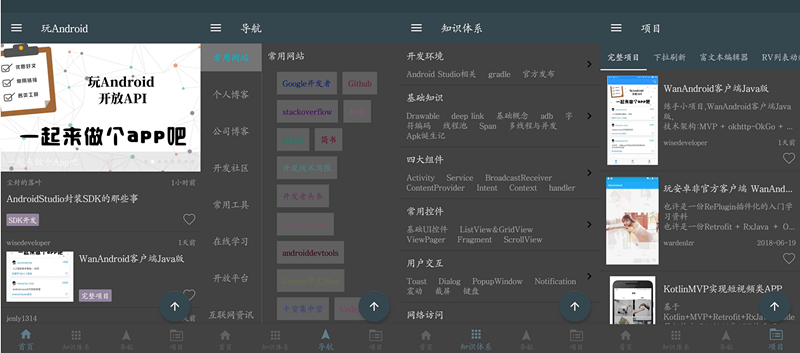 玩Android
优质好文
常用链接
各式工具
玩Android
开放API
一起来做个app吧
一起来做个App吧
尘封的落叶
1小时前
AndroidStudio封装SDK的那些事
SDK开发
wisedeveloper
1天前
WanAndroid客户端Java版
完整项目
jenly1314
首页
知识体系
导航
项目
导航
常用网站
个人博客
公司博客
开发社区
常用工具
在线学习
开放平台
互联网资讯
常用网站
Google开发者
Github
stackoverflow
简书
开发技术周报
开发者头条
androiddevtools
干货集中营
首页
知识体系
导航
项目
知识体系
开发环境
Android Studio相关 gradle 官方发布
基础知识
Drawable deep link 基础概念 adb 字
符编码 线程池 Span 多线程与并发
Apk诞生记
四大组件
Activity Service BroadcastReceiver
ContentProvider Intent Context handler
常用控件
基础UI控件 ListView&GridView
ViewPager Fragment ScrollView
用户交互
Toast Dialog PopupWindow Notification
震动 截屏 键盘
网络访问
首页
知识体系
导航
项目
项目
完整项目 下拉刷新 富文本编辑器 RV列表动
WanAndroid客户端Java版
练手小项目,WanAndroid客户端Java
版,
技术架构:MVP + okhttp-OkGo + ...
wisedeveloper
1天前
玩安卓非官方客户端 WanAnd...
也许是一份RePlugin插件化的入门学
习资料
也许是一份Retrofit + RxJava + O...
wardenlzr
2018-06-19
KotlinMVP实现短视频类APP
基于
Kotlin+MVP+Retrofit+RxJava+Glide
首页
知识体系
导航
项目